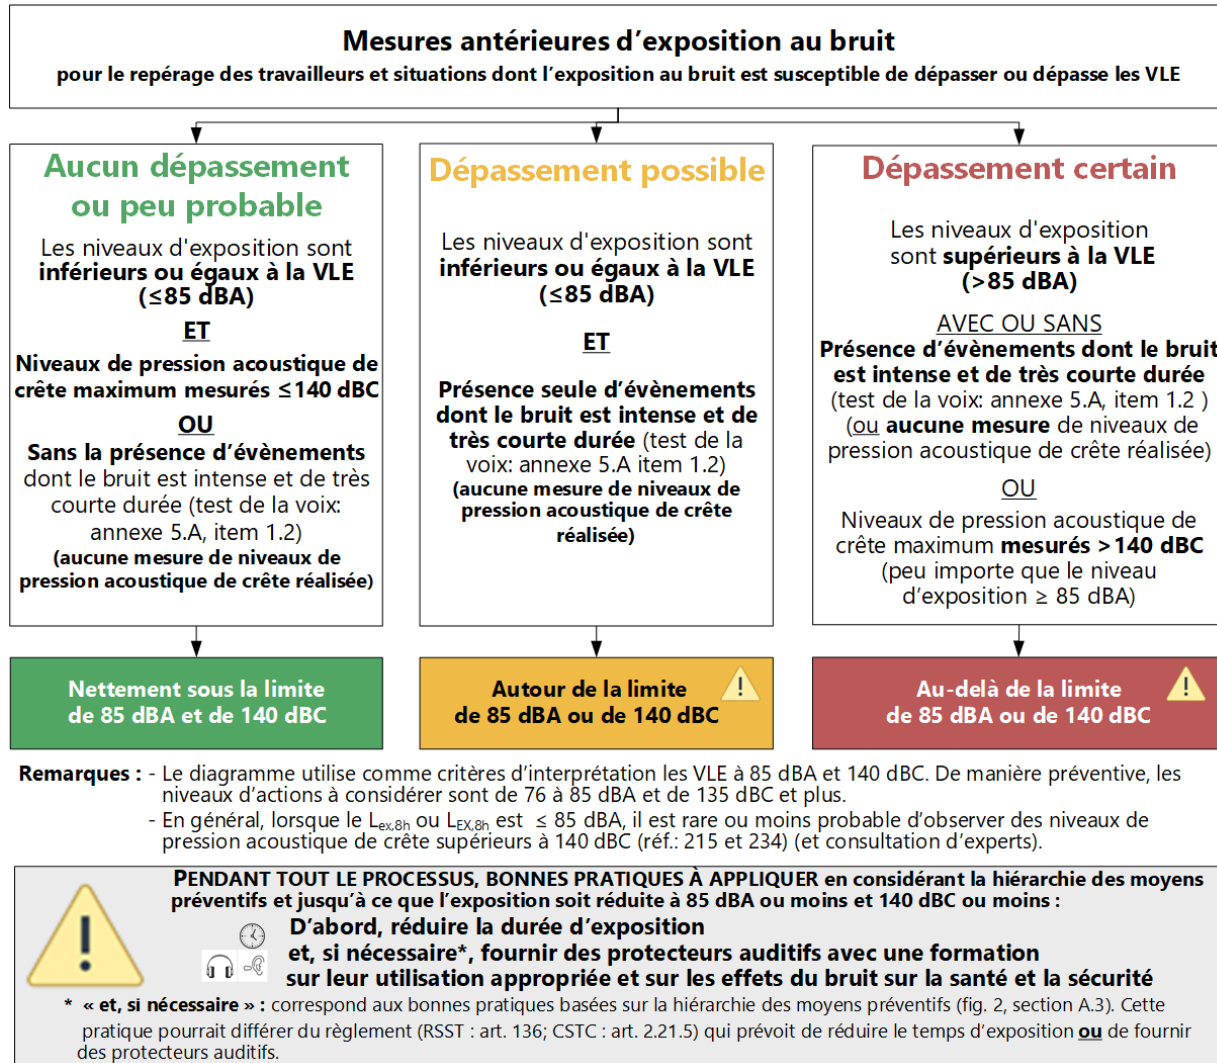 Mesures antérieures d’exposition au bruit
pour le repérage des travailleurs et situations dont l’exposition au bruit est susceptible de dépasser ou dépasse les VLE
Aucun dépassement
ou peu probable
Les niveaux d'exposition sont
inférieurs ou égaux à la VLE
(≤85 dBA)
ET
Niveaux de pression acoustique de
crête maximum mesurés ≤140 dBC
OU
Sans la présence d’évènements
dont le bruit est intense et de très
courte durée (test de la voix:
annexe 5.A, item 1.2)
(aucune mesure de niveaux de
pression acoustique de crête réalisée)
Nettement sous la limite
de 85 dBA et de 140 dBC
Dépassement possible
Les niveaux d'exposition sont
inférieurs ou égaux à la VLE
(≤85 dBA)
ET
Présence seule d’évènements
dont le bruit est intense et de
très courte durée (test de la
voix: annexe 5.A item 1.2)
(aucune mesure de niveaux de
pression acoustique de crête
réalisée)
Autour de la limite
de 85 dBA ou de 140 dBC
Dépassement certain
Les niveaux d'exposition
sont supérieurs à la VLE
(>85 dBA)
AVEC OU SANS
Présence d’évènements dont le bruit
est intense et de très courte durée
(test de la voix: annexe 5.A, item 1.2 )
(ou aucune mesure de niveaux de
pression acoustique de crête réalisée)
OU
Niveaux de pression acoustique de
crête maximum mesurés >140 dBC
(peu importe que le niveau
d’exposition ≥ 85 dBA)
Au-delà de la limite
de 85 dBA ou de 140 dBC
Remarques : - Le diagramme utilise comme critères d’interprétation les VLE à 85 dBA et 140 dBC. De manière préventive, les
niveaux d’actions à considérer sont de 76 à 85 dBA et de 135 dBC et plus.
- En général, lorsque le Lex,8h ou LEX,8h est ≤ 85 dBA, il est rare ou moins probable d’observer des niveaux de
pression acoustique de crête supérieurs à 140 dBC (réf.: 215 et 234) (et consultation d’experts).
PENDANT TOUT LE PROCESSUS, BONNES PRATIQUES À APPLIQUER en considérant la hiérarchie des moyens
préventifs et jusqu’à ce que l’exposition soit réduite à 85 dBA ou moins et 140 dBC ou moins :
D’abord, réduire la durée d’exposition
et, si nécessaire*, fournir des protecteurs auditifs avec une formation
sur leur utilisation appropriée et sur les effets du bruit sur la santé et la sécurité
* « et, si nécessaire » : correspond aux bonnes pratiques basées sur la hiérarchie des moyens préventifs (fig. 2, section A.3). Cette
pratique pourrait différer du règlement (RSST : art. 136; CSTC : art. 2.21.5) qui prévoit de réduire le temps d’exposition ou de fournir
des protecteurs auditifs.